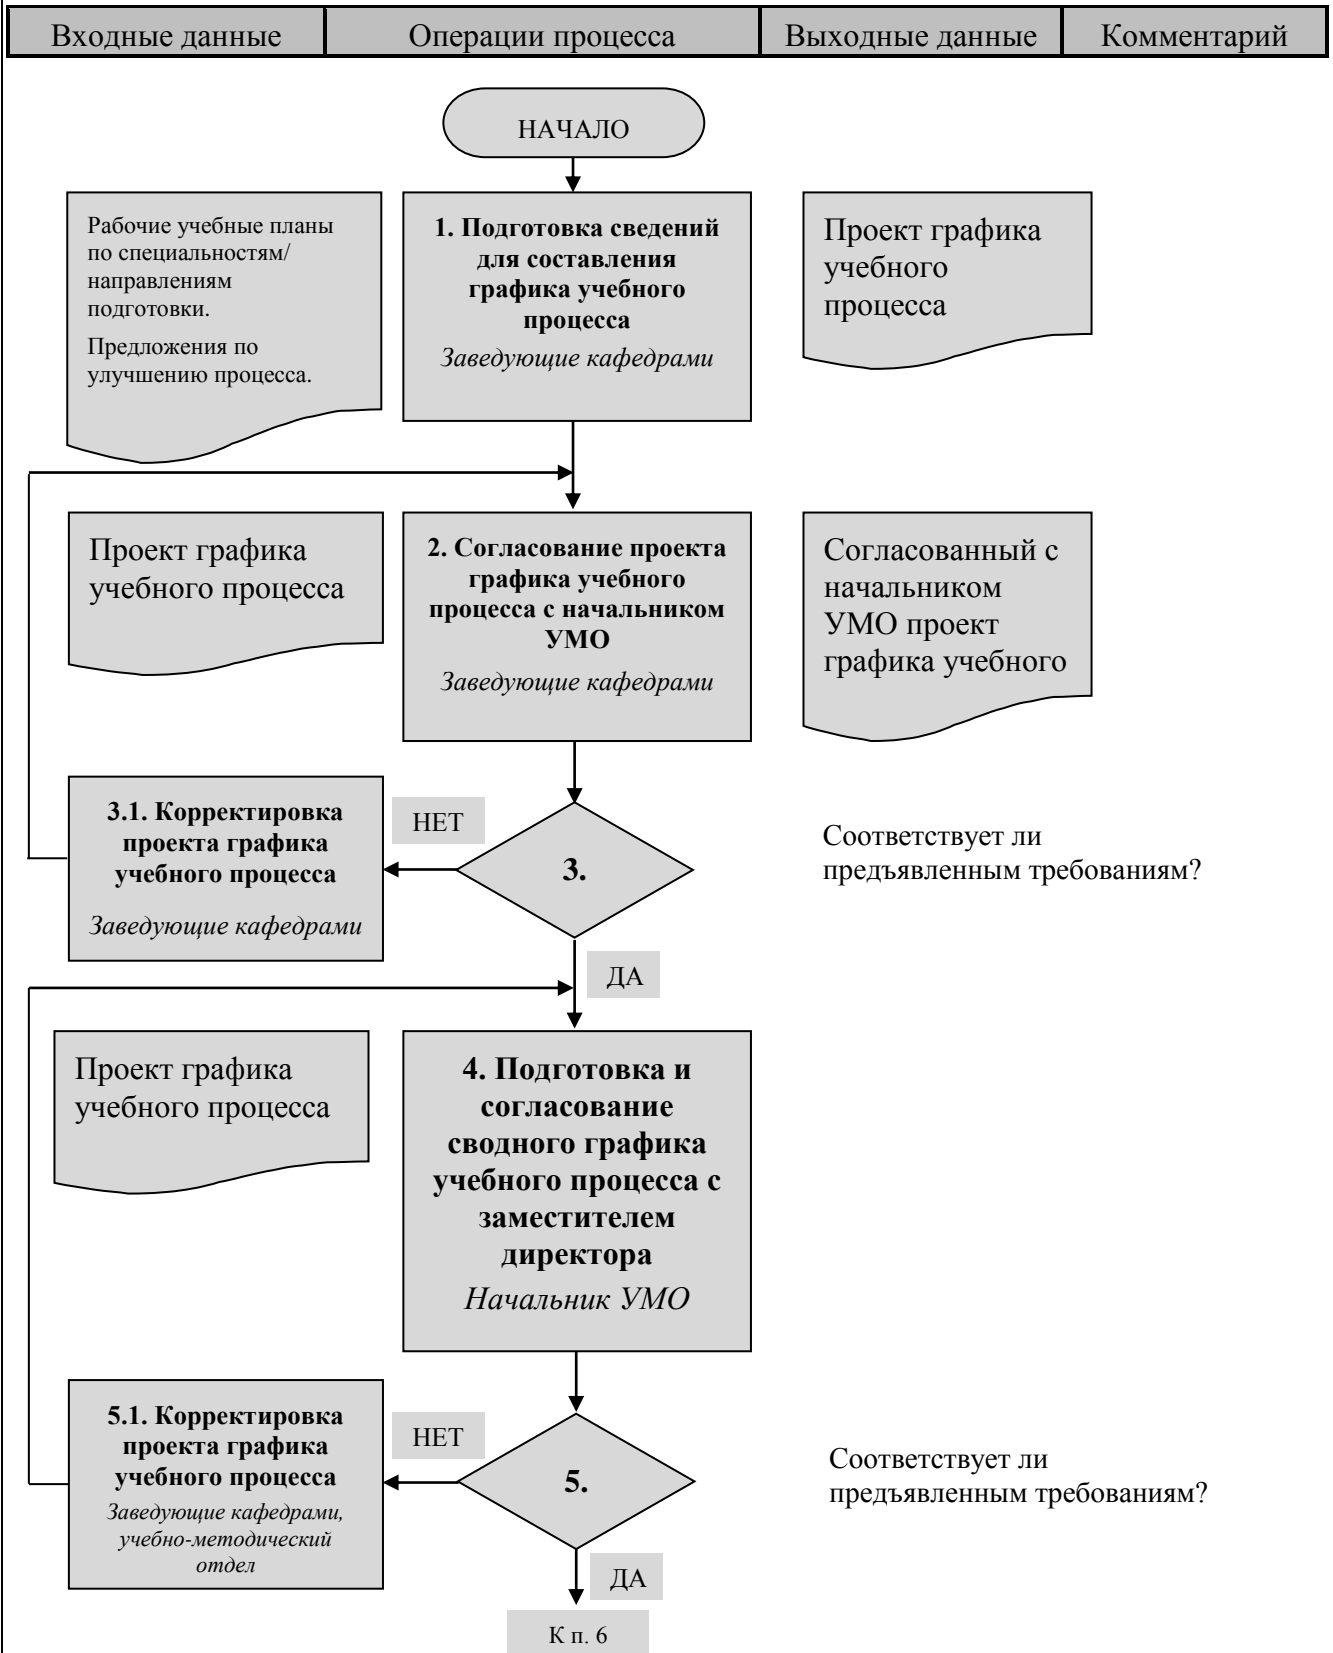 Входные данные
Операции процесса
Выходные данные
Комментарий
НАЧАЛО
Рабочие учебные планы
по специальностям/
направлениям
подготовки.
Предложения по
улучшению процесса.
1. Подготовка сведений
для составления
графика учебного
процесса
Заведующие кафедрами
Проект графика
учебного
процесса
Проект графика
учебного процесса
2. Согласование проекта
графика учебного
процесса с начальником
УМО
Заведующие кафедрами
Согласованный с
начальником
УМО проект
графика учебного
3.1. Корректировка
проекта графика
учебного процесса
Заведующие кафедрами
НЕТ
3.
Соответствует ли
предъявленным требованиям?
ДА
Проект графика
учебного процесса
4. Подготовка и
согласование
сводного графика
учебного процесса с
заместителем
директора
Начальник УМО
5.1. Корректировка
проекта графика
учебного процесса
Заведующие кафедрами,
учебно-методический
отдел
НЕТ
5.
Соответствует ли
предъявленным требованиям?
ДА
К п. 6